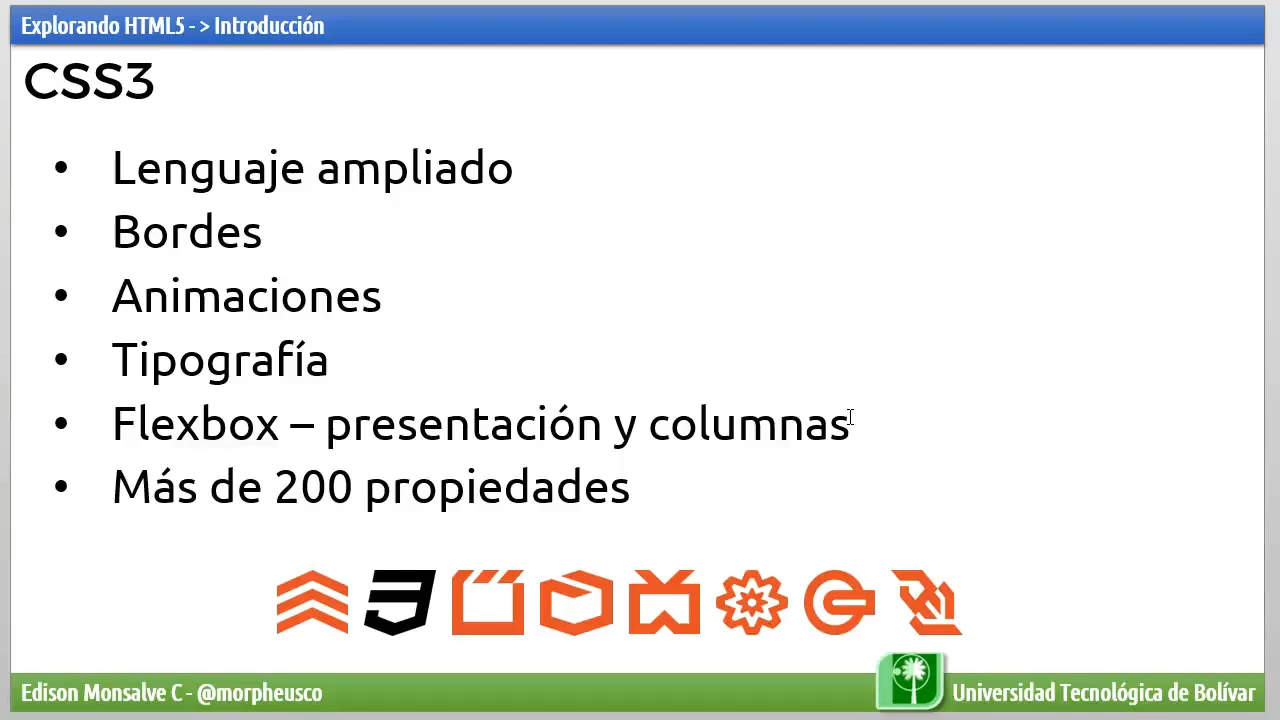 Explorando HTML5 - > Introducción
CSS3
• Lenguaje ampliado
• Bordes
• Animaciones
• Tipografía
• Flexbox – presentación y columnas
• Más de 200 propiedades
Edison Monsalve C - @morpheusco
Universidad Tecnológica de Bolívar